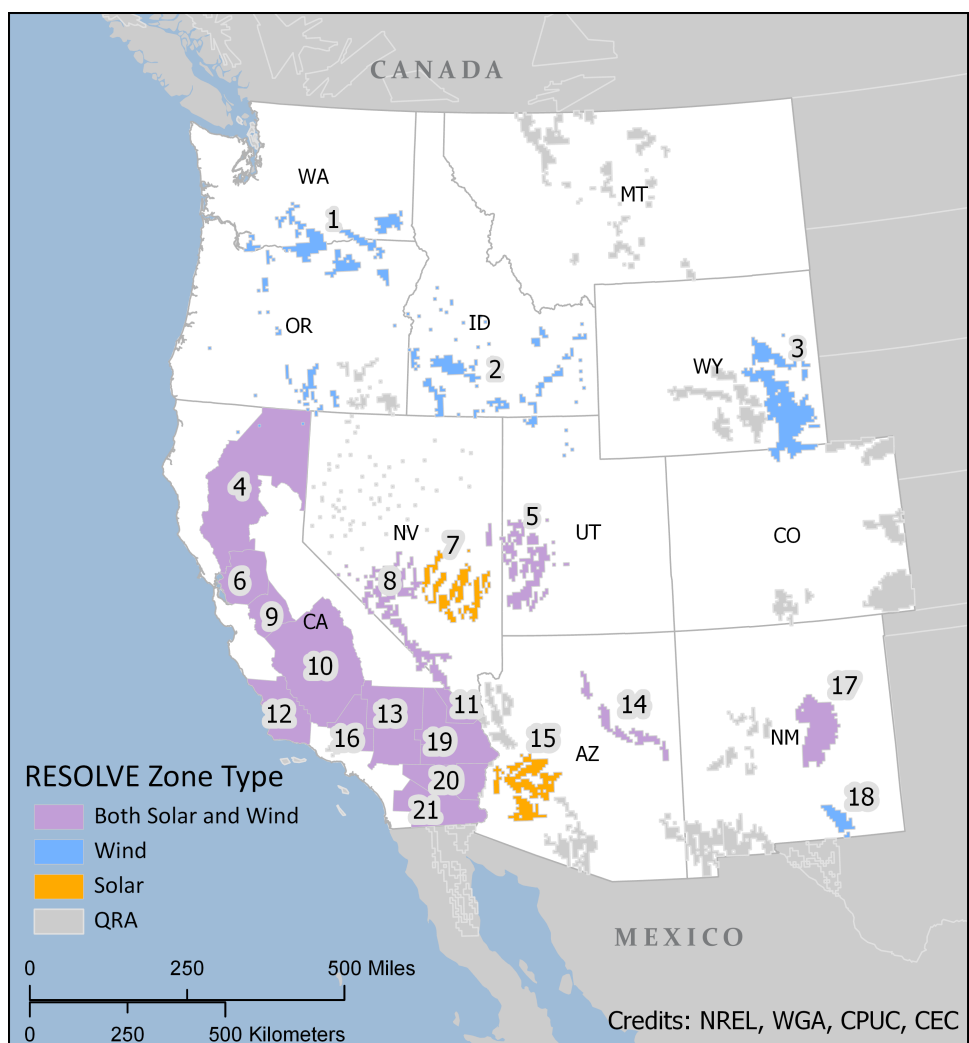 CANADA
WA
1
MT
OR
ID
2
3
WY
4
5
NV
7
UT
CO
6
8
9
CA
10
11
14
17
12
13
16
19
15
AZ
NM
20
21
18
RESOLVE Zone Type
Both Solar and Wind
Wind
Solar
QRA
MEXICO
0 250 500 Miles
0 250 500 Kilometers
Credits: NREL, WGA, CPUC, CEC